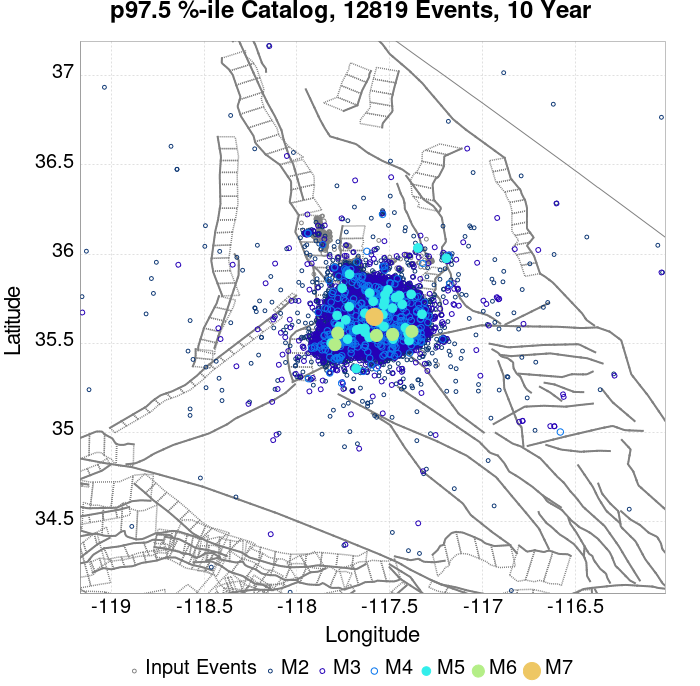 p97.5 %-ile Catalog, 12819 Events, 10 Year
37
36.5
36
35.5
35
34.5
Latitude
-119 -118.5 -118 -117.5 -117 -116.5
Longitude
Input Events M2 M3 M4 M5 M6 M7